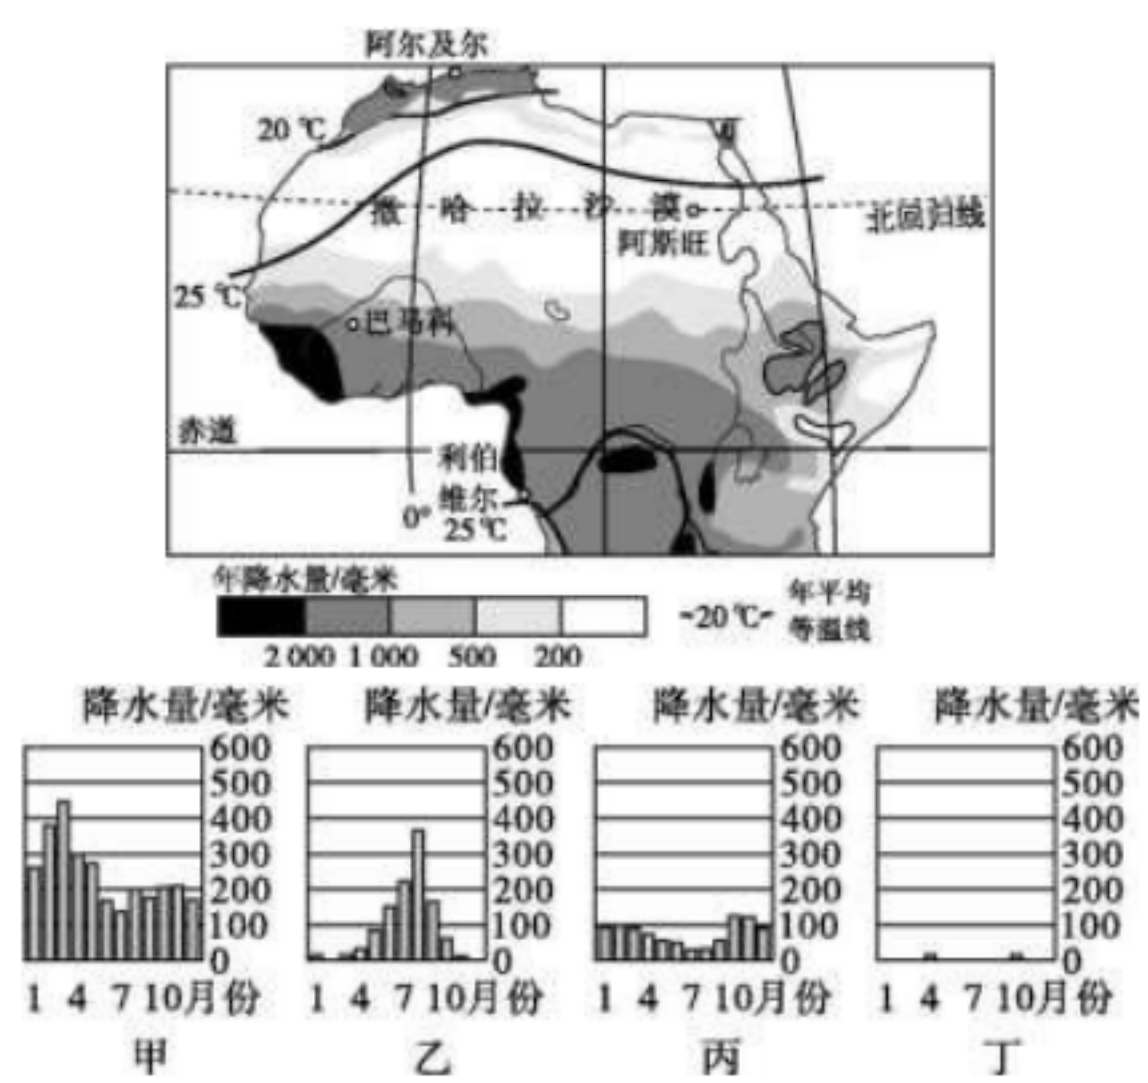 阿尔及尔
20 ℃
撒哈拉沙漠
北回归线
阿斯旺
25 ℃
巴马科
赤道
利伯
维尔
0°
25℃
年降水量/毫米
2 000 1 000 500 200
~20 ℃~
年平均
等温线
降水量/毫米 降水量/毫米 降水量/毫米 降水量/毫米
600 600 600 600
500 500 500 500
400 400 400 400
300 300 300 300
200 200 200 200
100 100 100 100
0 0 0 0
1 4 7 10月份 1 4 7 10月份 1 4 7 10月份 1 4 7 10月份
甲 乙 丙 丁